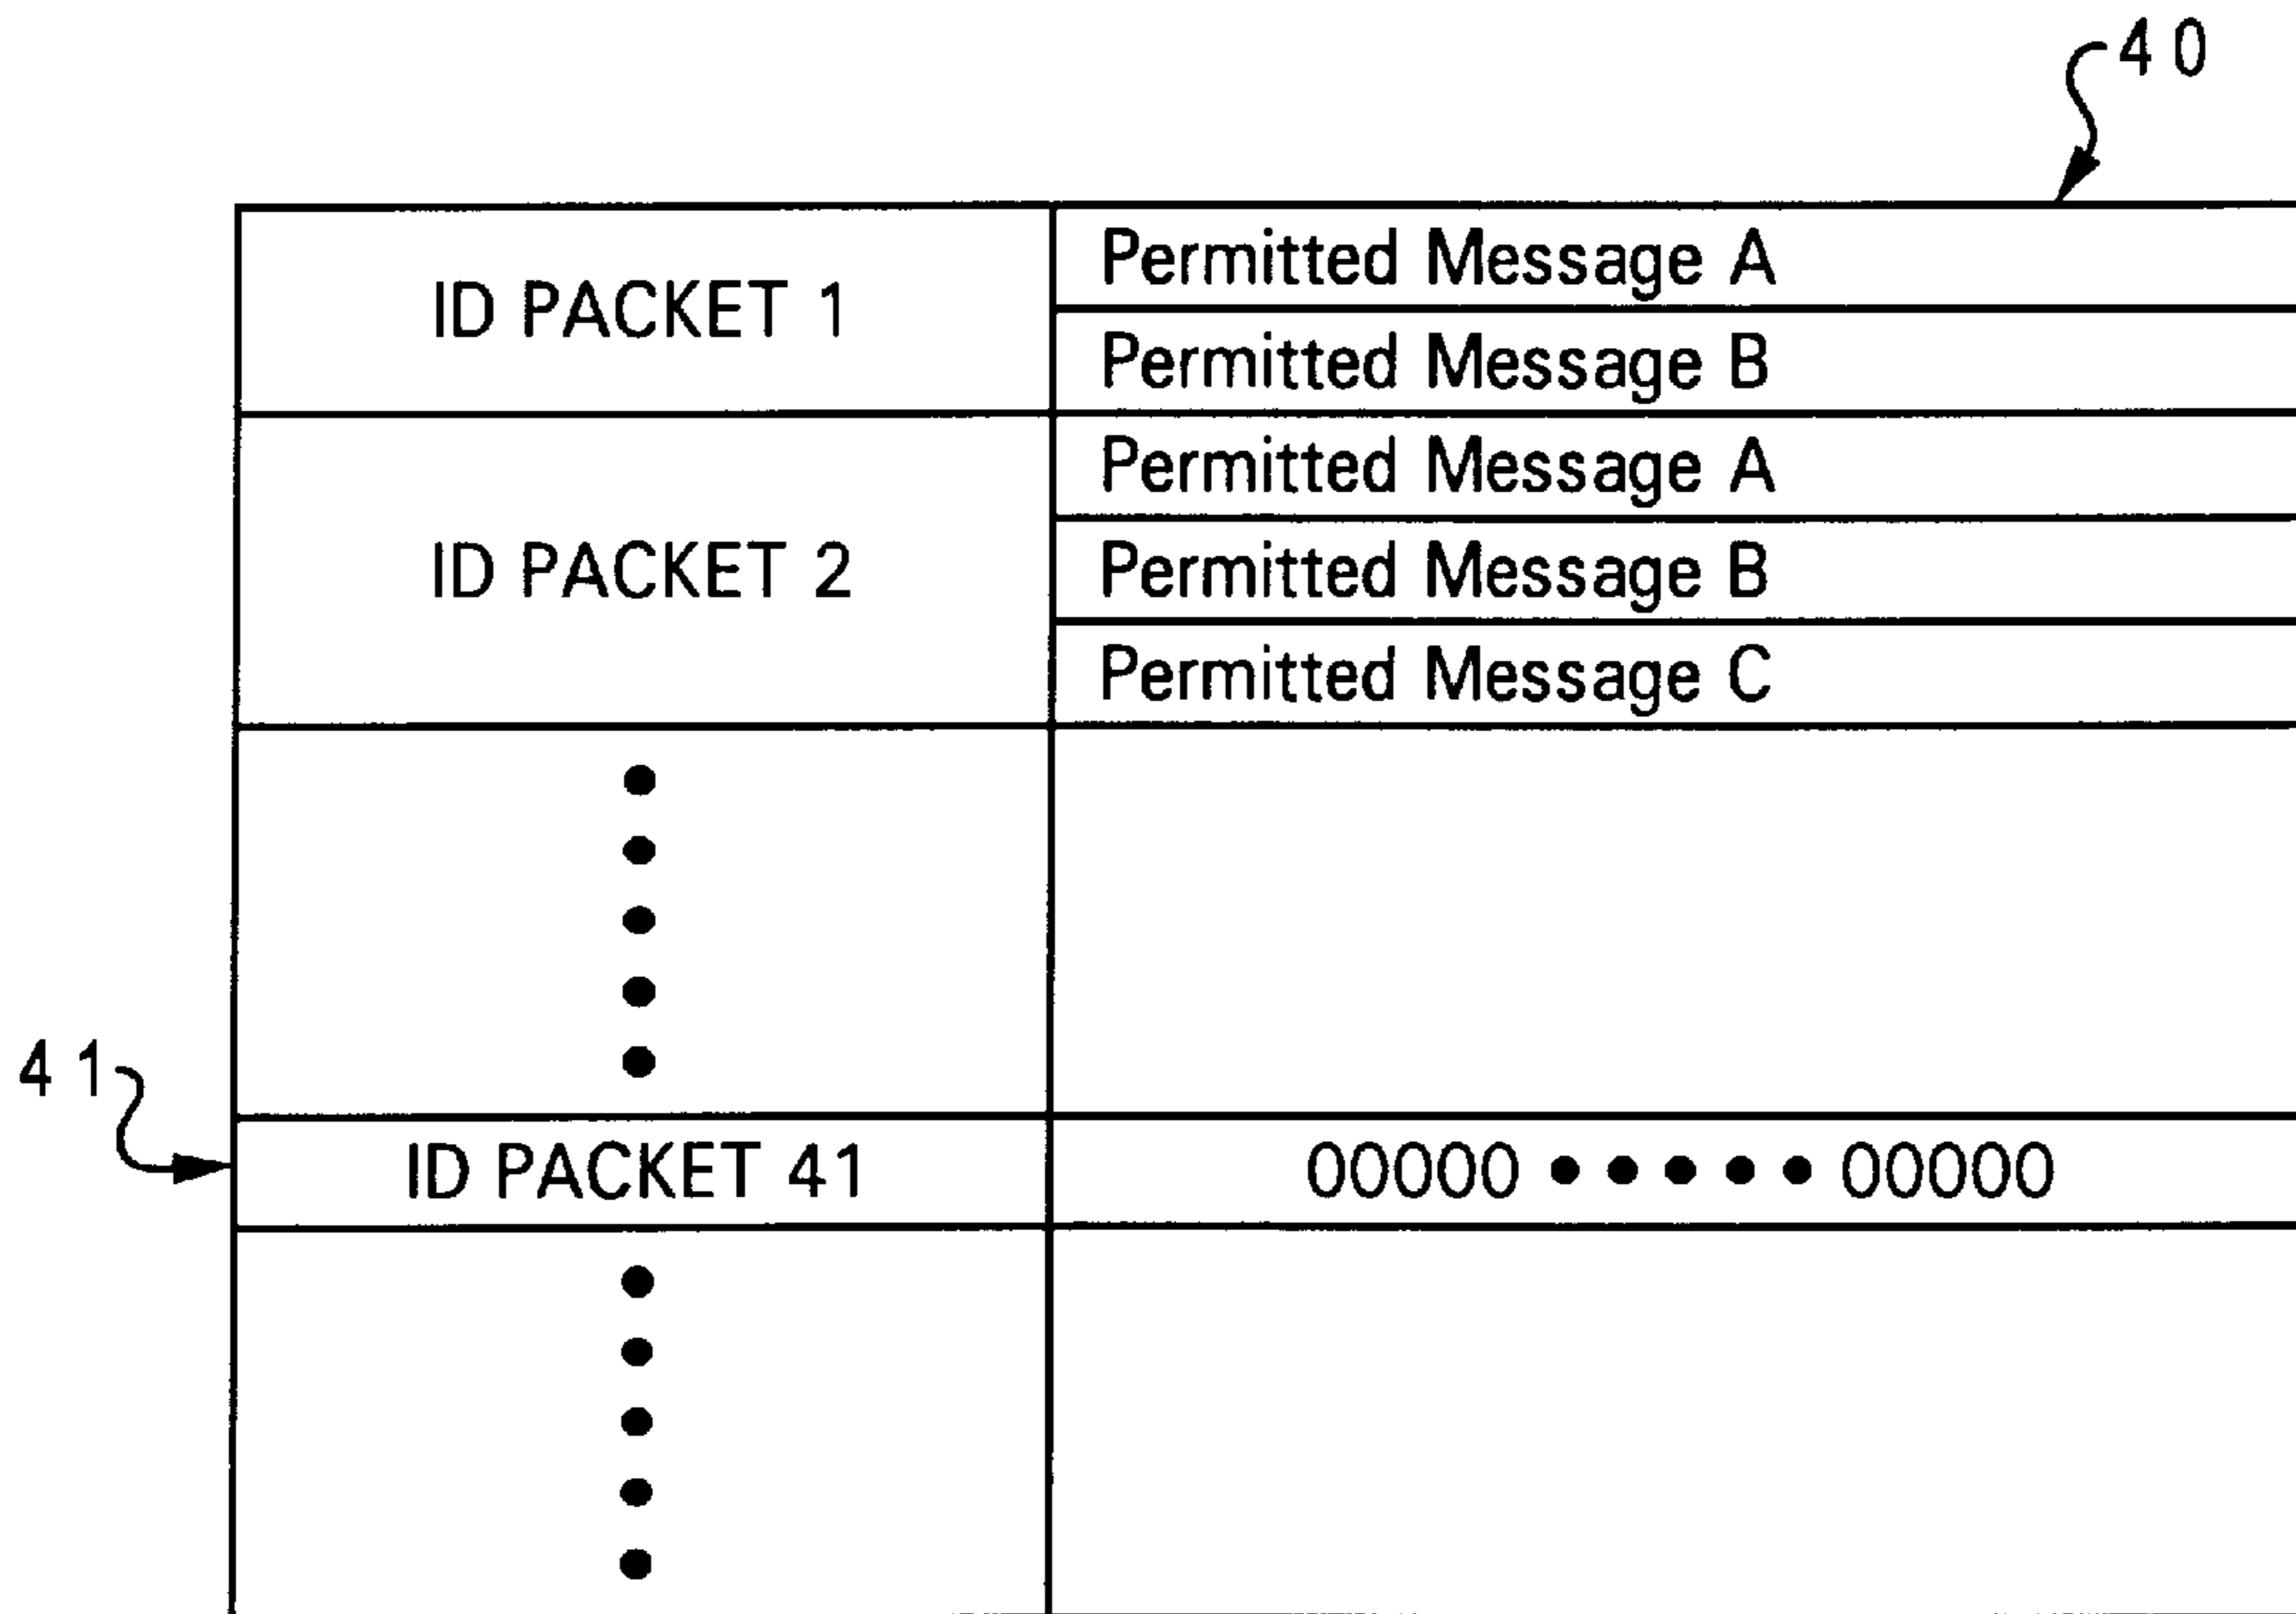 40
ID PACKET 1
Permitted Message A
Permitted Message B
ID PACKET 2
Permitted Message A
Permitted Message B
Permitted Message C
41
ID PACKET 41
00000 ● ● ● ● ● 00000